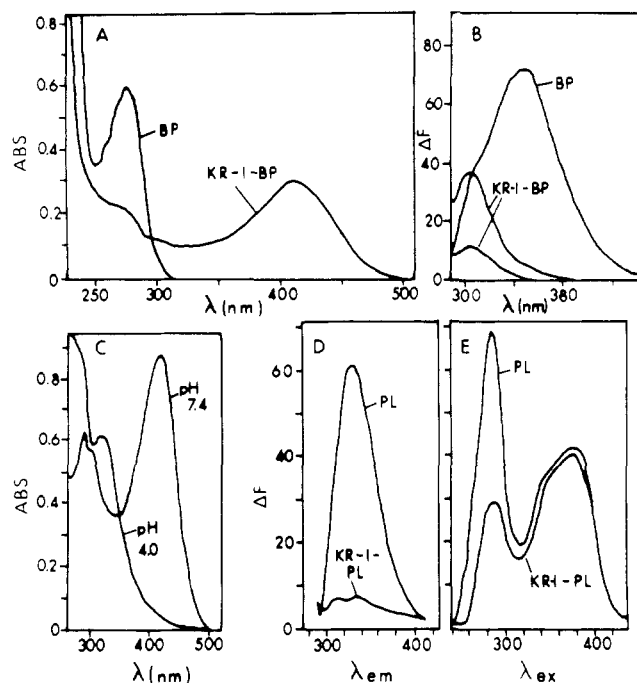 A
0.8
0.6
0.4
0.2
0
ABS
BP
KR-I-BP
250 300 400 500
λ (nm)
B
80
60
40
20
0
ΔF
BP
KR-I-BP
300 380
λ(nm)
C
0.8
0.6
0.4
0.2
0
ABS
pH
7.4
pH
4.0
300 400 500
λ (nm)
D
60
40
20
0
ΔF
PL
KR-I-
PL
300 400
λem
E
PL
KR-I-PL
300 400
λex